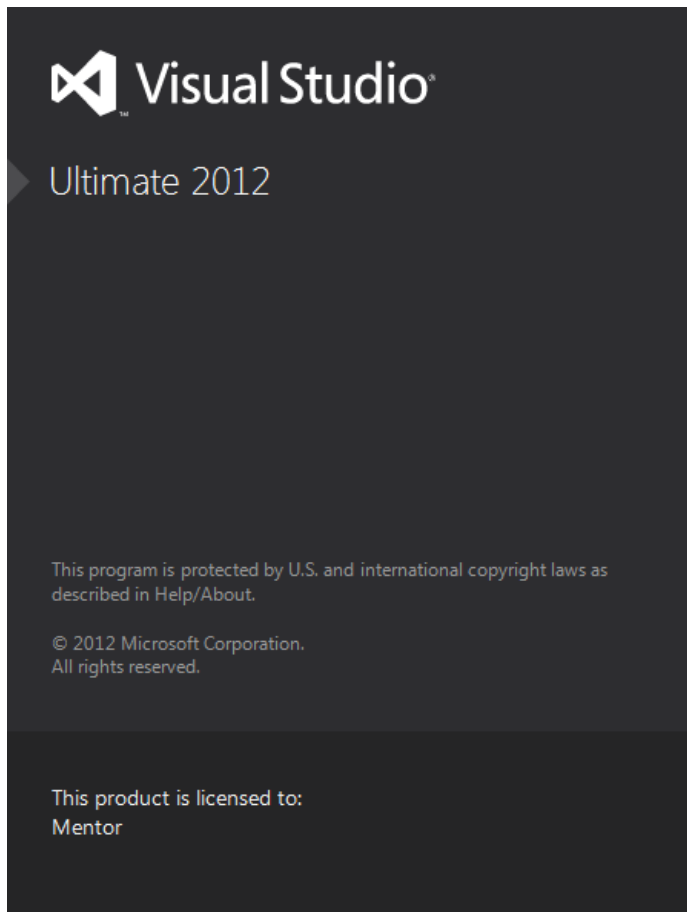 Visual Studio®
™
Ultimate 2012
This program is protected by U.S. and international copyright laws as
described in Help/About.
© 2012 Microsoft Corporation.
All rights reserved.
This product is licensed to:
Mentor